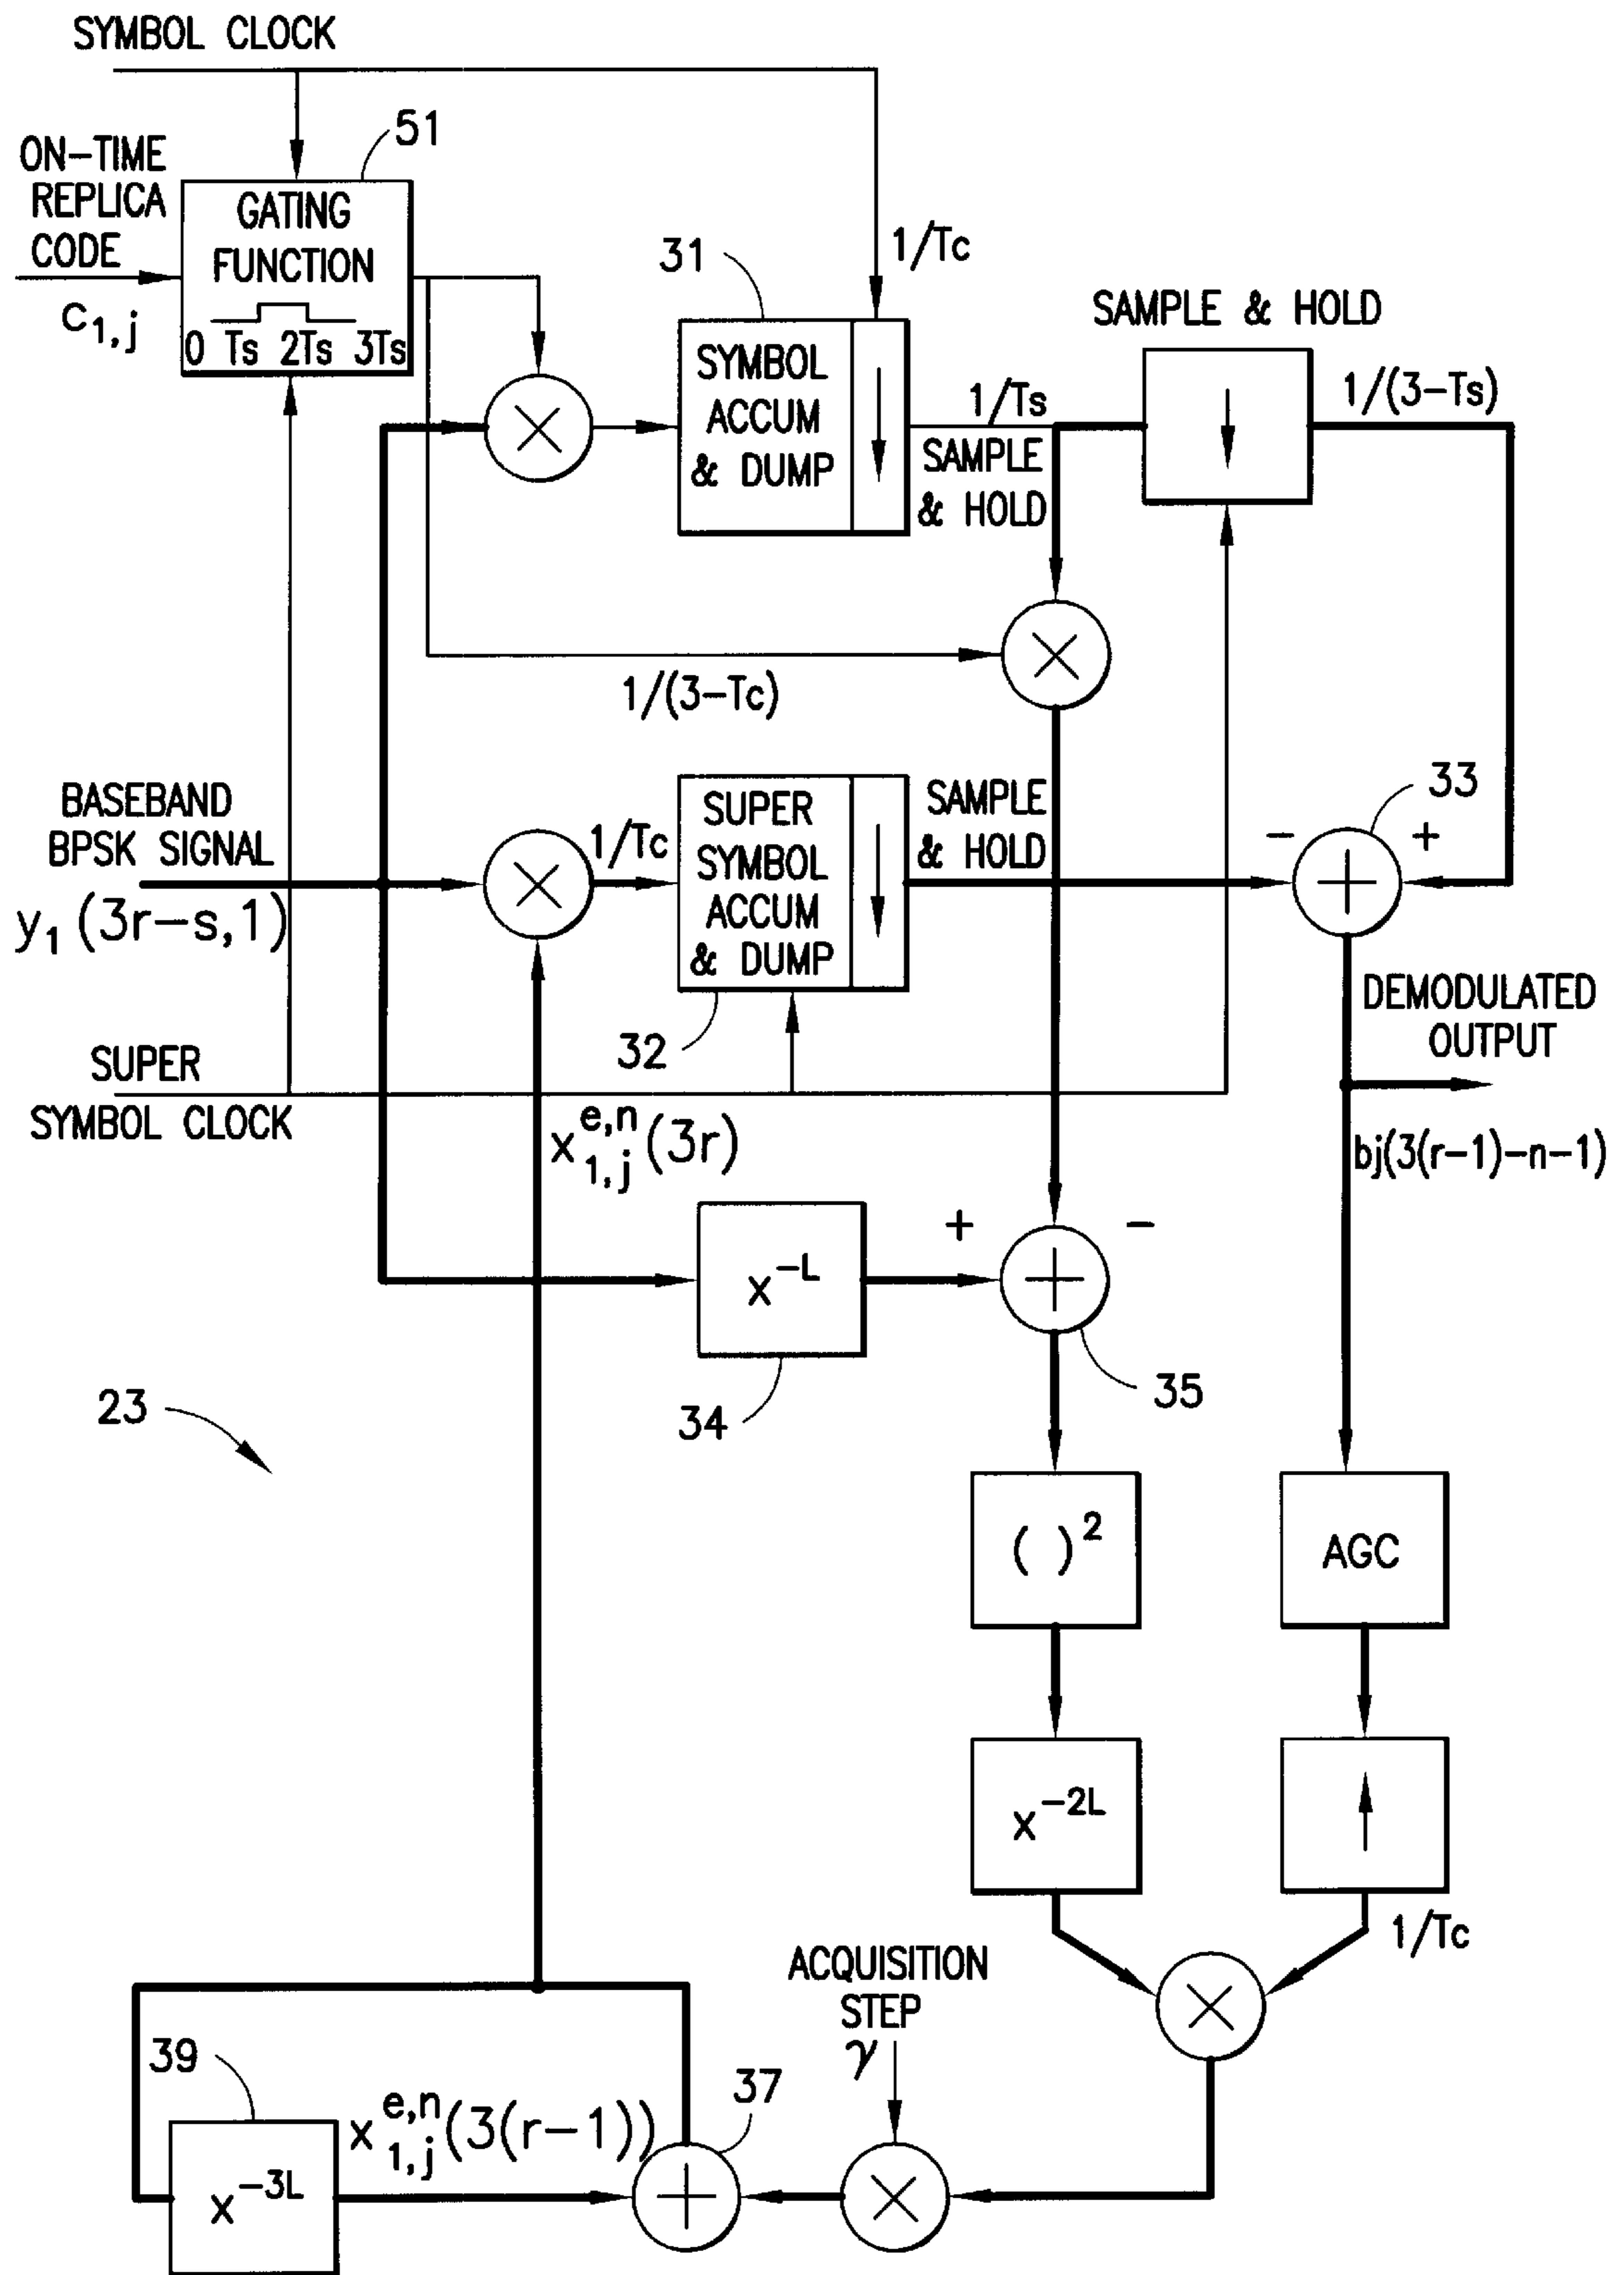 SYMBOL CLOCK
ON-TIME
REPLICA
CODE
c1,j
51
GATING
FUNCTION
0 Ts 2Ts 3Ts
31
1/Tc
SYMBOL
ACCUM
& DUMP
1/Ts
SAMPLE
& HOLD
SAMPLE & HOLD
1/(3-Ts)
1/(3-Tc)
BASEBAND
BPSK SIGNAL
y1 (3r-s,1)
1/Tc
SUPER
SYMBOL
ACCUM
& DUMP
SAMPLE
& HOLD
33
- +
+
32
DEMODULATED
OUTPUT
SUPER
SYMBOL CLOCK
x e,n 1,j (3r)
bj(3(r-1)-n-1)
x -L
+ -
+
34
35
23
( ) 2
AGC
x -2L
1/Tc
ACQUISITION
STEP
γ
39
x -3L
x e,n 1,j (3(r-1))
37
+